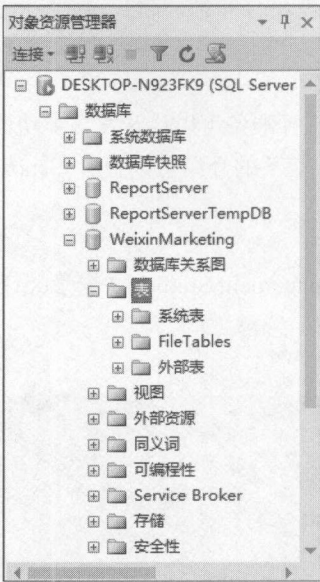 对象资源管理器
连接
DESKTOP-N923FK9 (SQL Server
数据库
系统数据库
数据库快照
ReportServer
ReportServerTempDB
WeixinMarketing
数据库关系图
表
系统表
FileTables
外部表
视图
外部资源
同义词
可编程性
Service Broker
存储
安全性